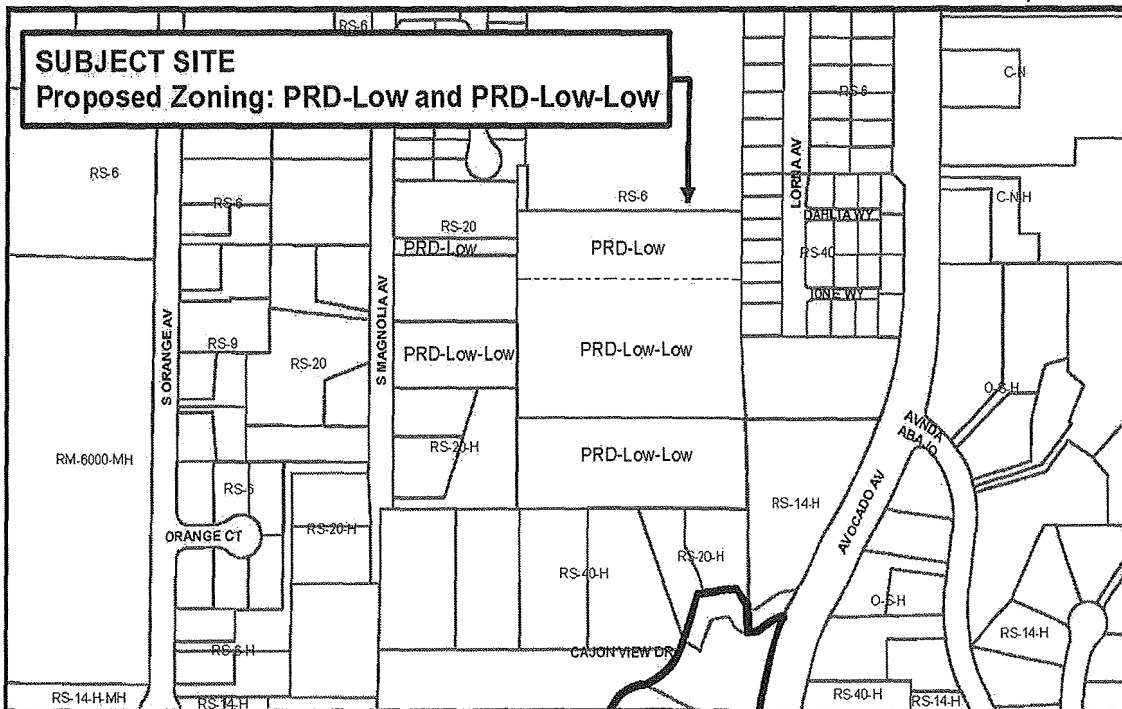 RS-6
SUBJECT SITE
Proposed Zoning: PRD-Low and PRD-Low-Low
C-N
RS-6
RS-6
RS-6
RS-6
C-N-H
LORNA AV
DAHLIA WY
RS-40
IONE WY
RS-20
PRD-Low
PRD-Low
S MAGNOLIA AV
S ORANGE AV
RS-9
RS-20
PRD-Low-Low
PRD-Low-Low
O-S-H
AVNDA
ABAJO
RS-20-H
PRD-Low-Low
RM-6000-MH
RS-6
RS-14-H
AVOCADO AV
ORANGE CT
RS-20-H
RS-40-H
RS-20-H
O-S-H
RS-14-H
RS-6-H
CAJON VIEW DR
RS-14-H-MH
RS-14-H
RS-40-H
RS-14-H